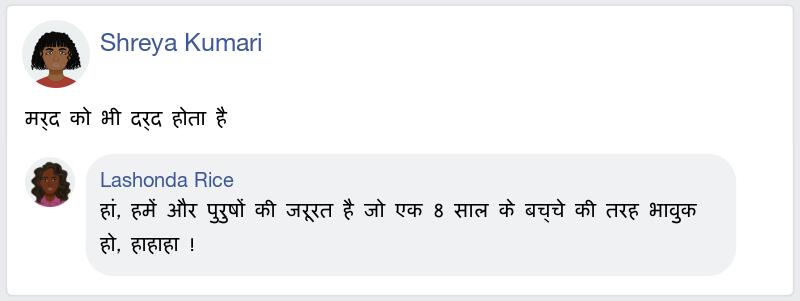 Shreya Kumari
मर्द को भी दर्द होता है
Lashonda Rice
हां, हमें और पुरुषों की जरूरत है जो एक 8 साल के बच्चे की तरह भावुक
हो, हाहाहा !